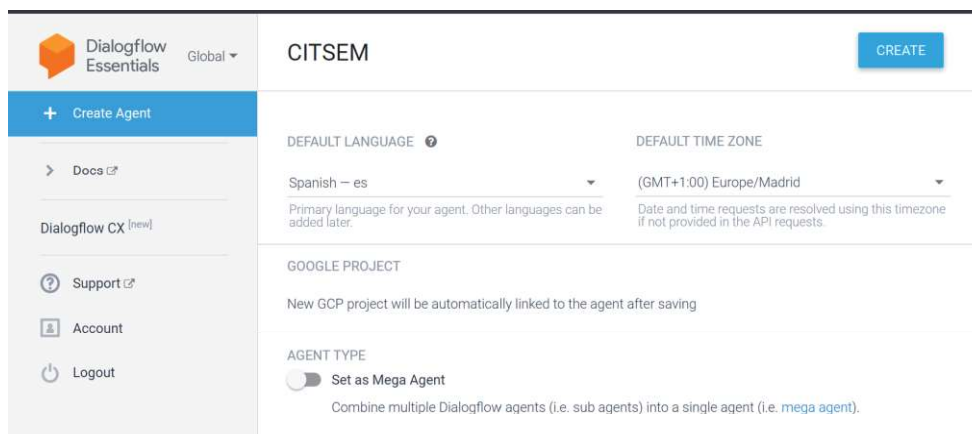 Dialogflow
Essentials
Global
CITSEM
CREATE
Create Agent
Docs
Dialogflow CX [new]
Support
Account
Logout
DEFAULT LANGUAGE
DEFAULT TIME ZONE
Spanish — es
(GMT+1:00) Europe/Madrid
Primary language for your agent. Other languages can be
added later.
Date and time requests are resolved using this timezone
if not provided in the API requests.
GOOGLE PROJECT
New GCP project will be automatically linked to the agent after saving
AGENT TYPE
Set as Mega Agent
Combine multiple Dialogflow agents (i.e. sub agents) into a single agent (i.e. mega agent).